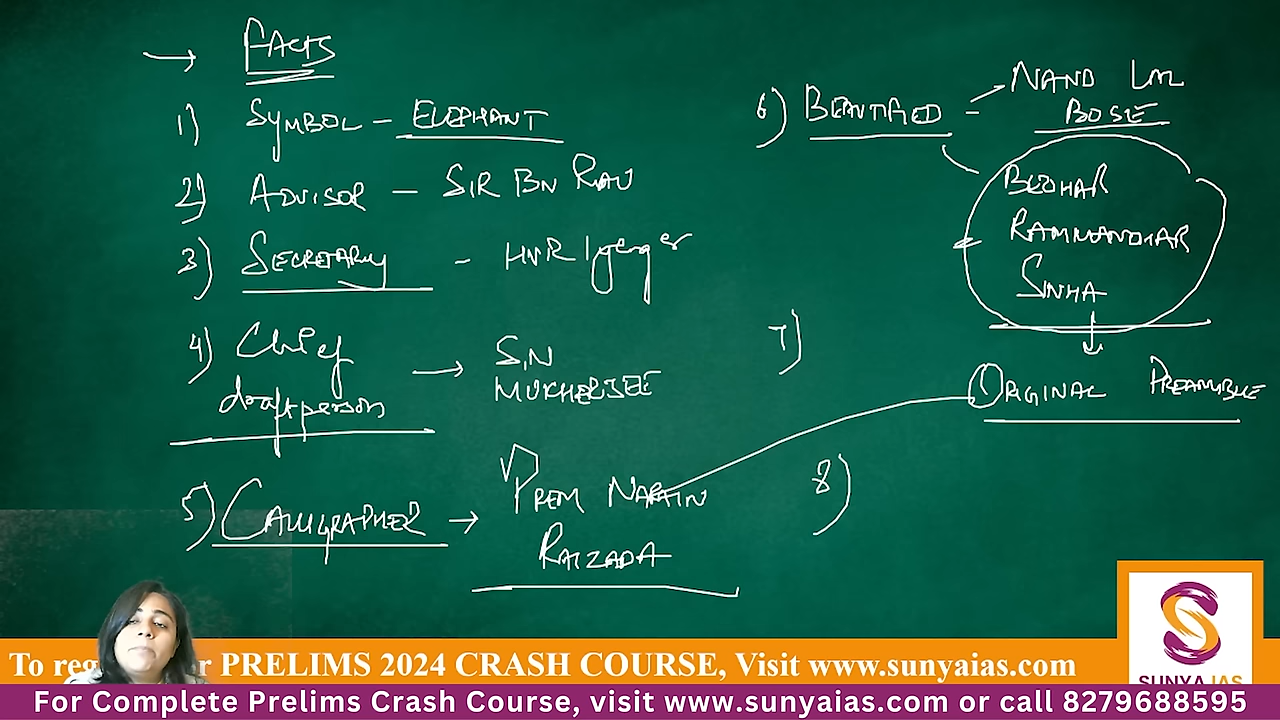 → FACTS
1) SYMBOL - ELEPHANT
2) ADVISOR - SIR BN RAU
3) SECRETARY - HVR Iyenger
4) Chief draftperson → S.N MUKHERJEE
5) CALLIGRAPHER → PREM NARAIN RAIZADA
6) BEAUTIFIED - NAND LAL BOSE
BEOHAR
RAMMANOHAR
SINHA
ORIGINAL PREAMBLE
7)
8)
To reg r PRELIMS 2024 CRASH COURSE, Visit www.sunyaias.com
SUNYA IAS
For Complete Prelims Crash Course, visit www.sunyaias.com or call 8279688595